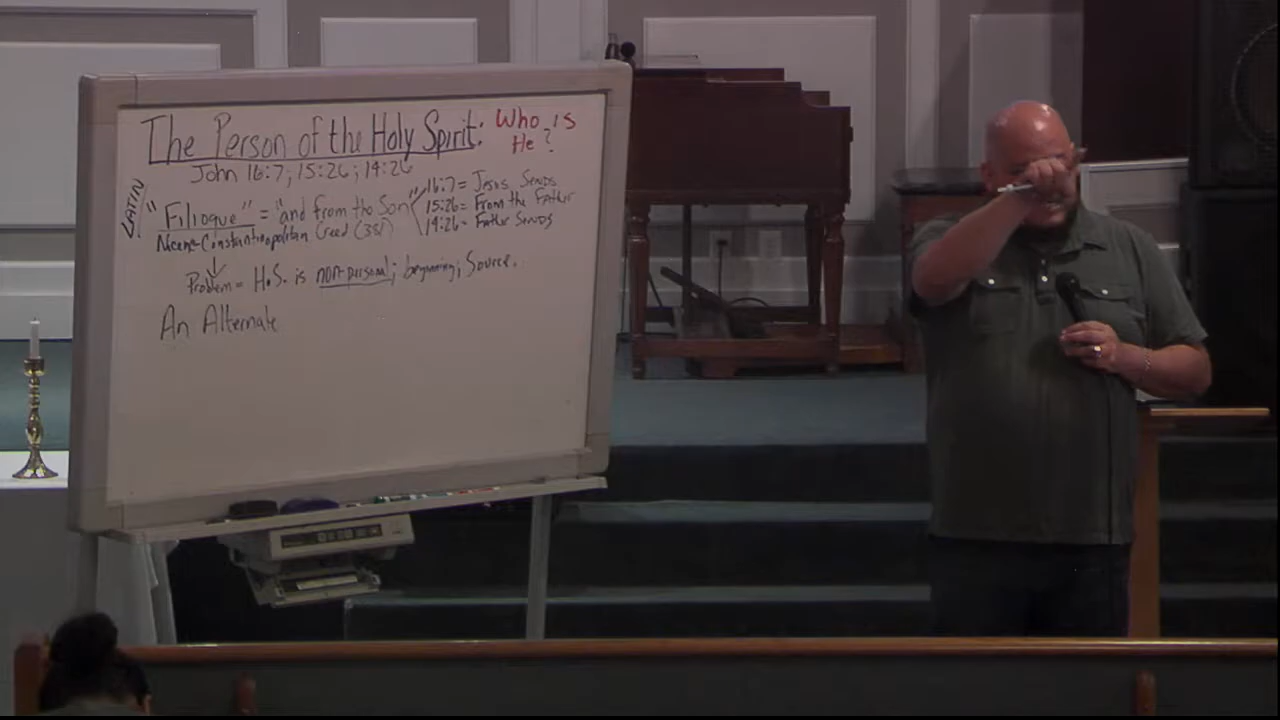 The Person of the Holy Spirit: Who is He?
John 16:7; 15:26; 14:26
LATIN
"Filioque" = "and from the Son"
16:7 = Jesus Sends
15:26 = From the Father
14:26 = Father Sends
Nicene-Constantinopolitan Creed (381)
Problem = H.S. is non-personal; beginning; Source.
An Alternate